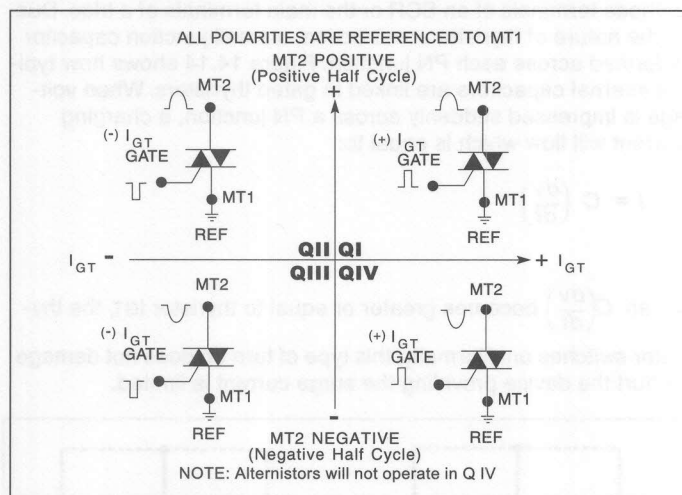 ALL POLARITIES ARE REFERENCED TO MT1
MT2 POSITIVE
(Positive Half Cycle)
MT2
(-) IGT
GATE
MT1
REF
MT2
(+) IGT
GATE
MT1
REF
IGT -
QII QI
QIII QIV
+ IGT
MT2
(-) IGT
GATE
MT1
REF
MT2
(+) IGT
GATE
MT1
REF
-
MT2 NEGATIVE
(Negative Half Cycle)
NOTE: Alternistors will not operate in Q IV